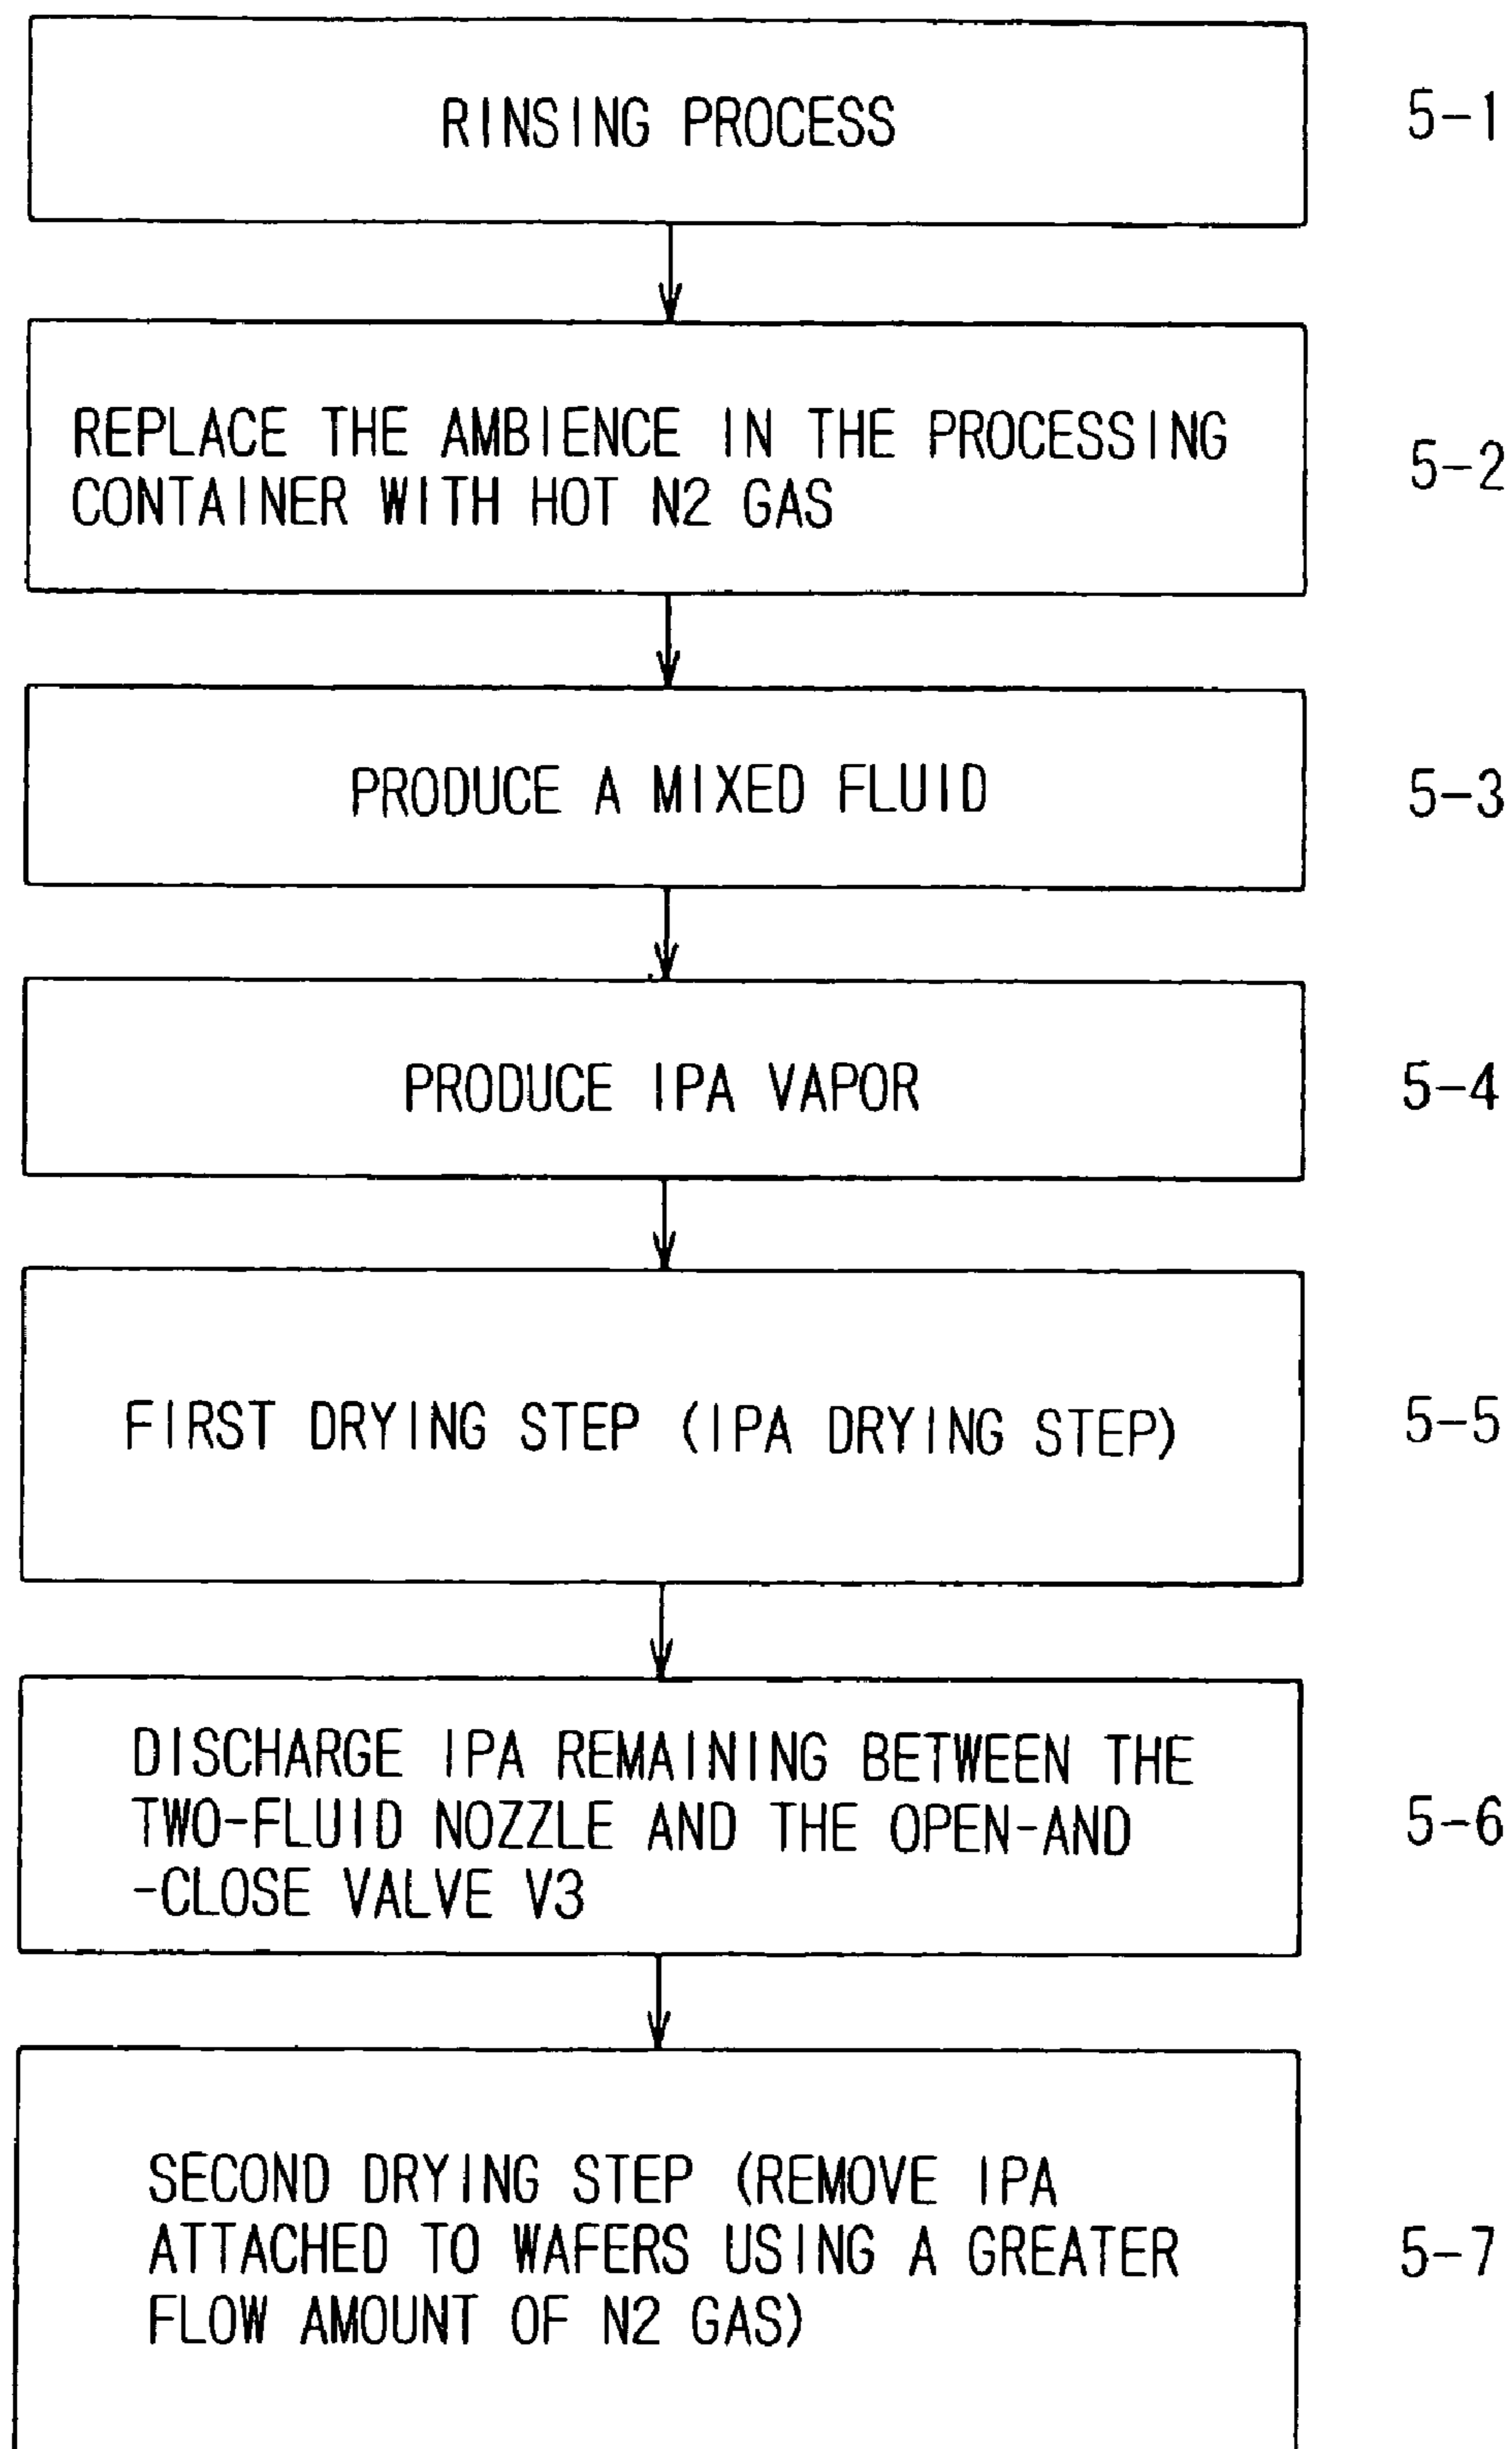 RINSING PROCESS
5-1
REPLACE THE AMBIENCE IN THE PROCESSING
CONTAINER WITH HOT N2 GAS
5-2
PRODUCE A MIXED FLUID
5-3
PRODUCE IPA VAPOR
5-4
FIRST DRYING STEP (IPA DRYING STEP)
5-5
DISCHARGE IPA REMAINING BETWEEN THE
TWO-FLUID NOZZLE AND THE OPEN-AND
-CLOSE VALVE V3
5-6
SECOND DRYING STEP (REMOVE IPA
ATTACHED TO WAFERS USING A GREATER
FLOW AMOUNT OF N2 GAS)
5-7